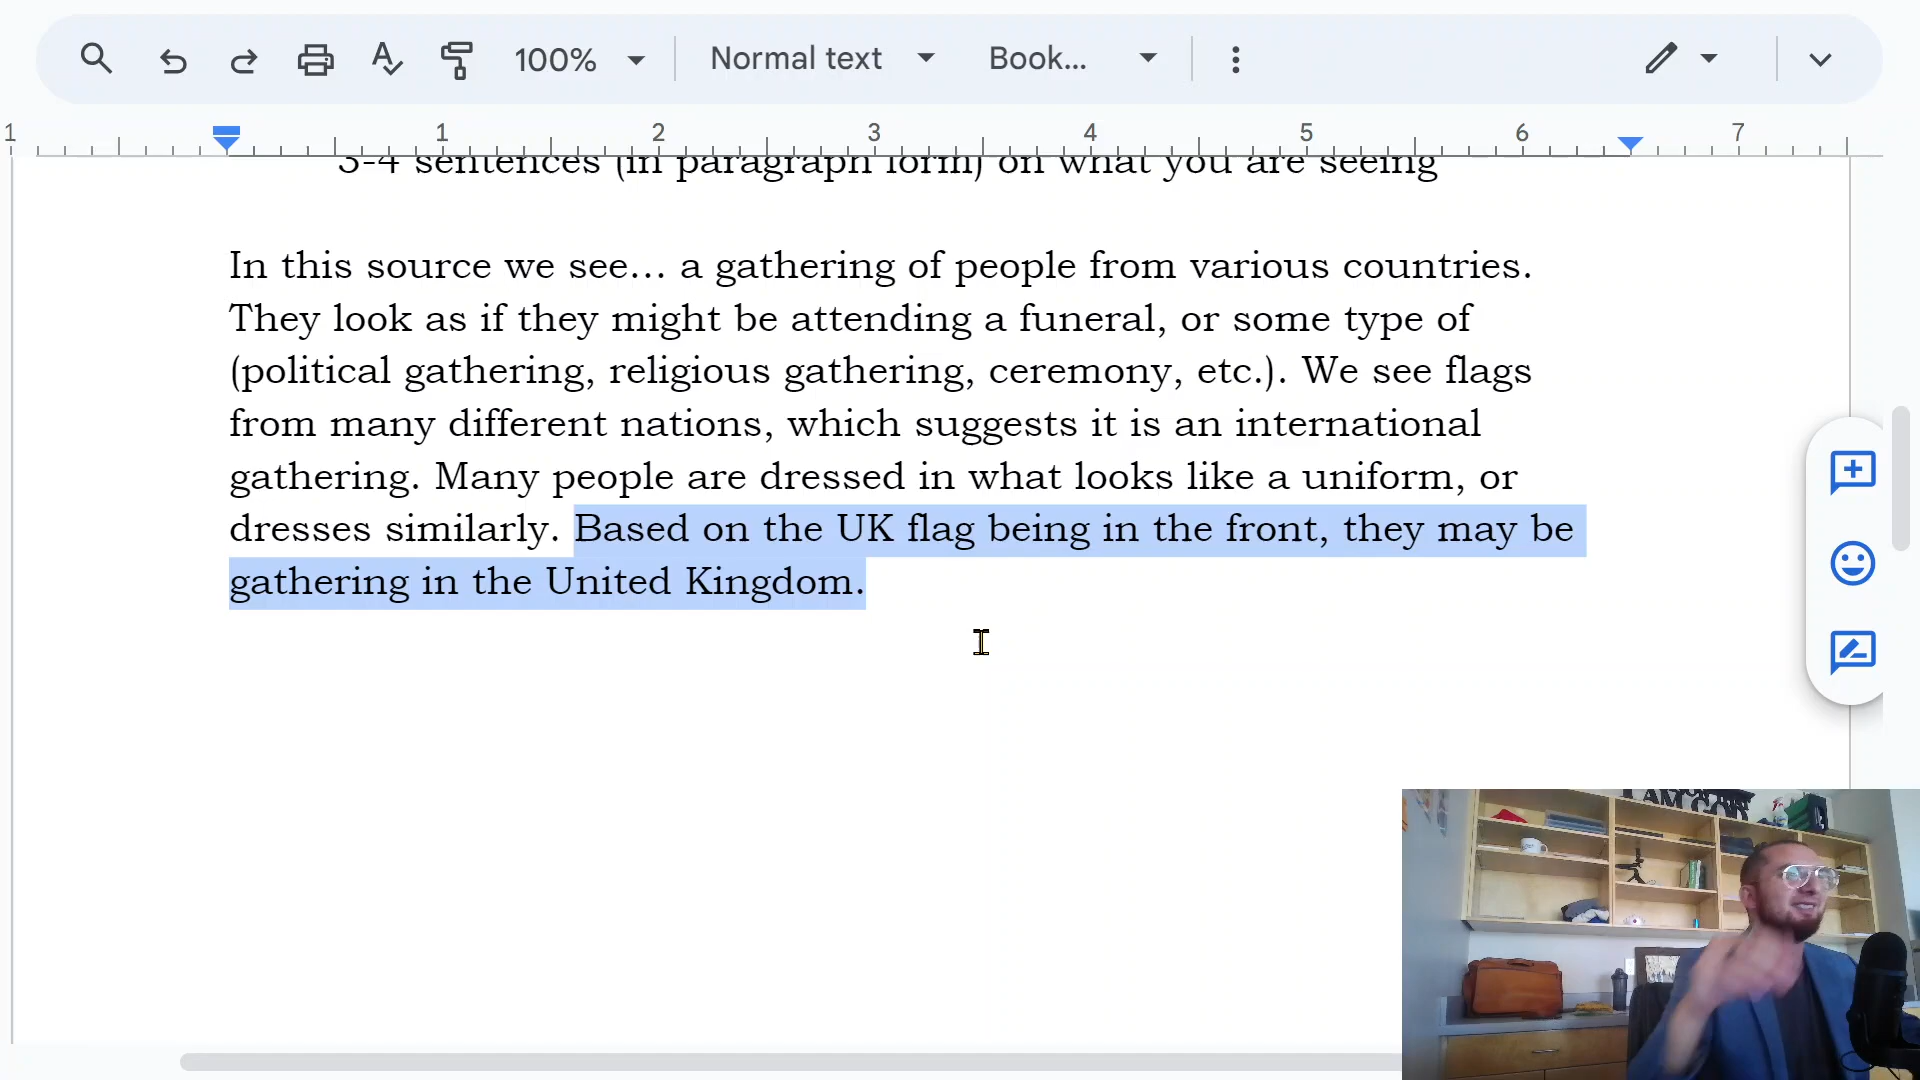 100%
Normal text
Book...
1 1 2 3 4 5 6 7
3-4 sentences (in paragraph form) on what you are seeing
In this source we see... a gathering of people from various countries.
They look as if they might be attending a funeral, or some type of
(political gathering, religious gathering, ceremony, etc.). We see flags
from many different nations, which suggests it is an international
gathering. Many people are dressed in what looks like a uniform, or
dresses similarly. Based on the UK flag being in the front, they may be
gathering in the United Kingdom.
I AM GOD